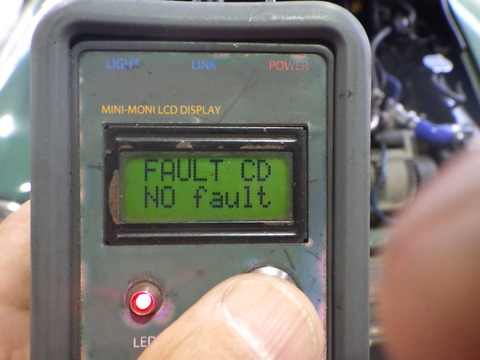 LIGHT LINK POWER
MINI-MONI LCD DISPLAY
FAULT CD
NO fault
LED